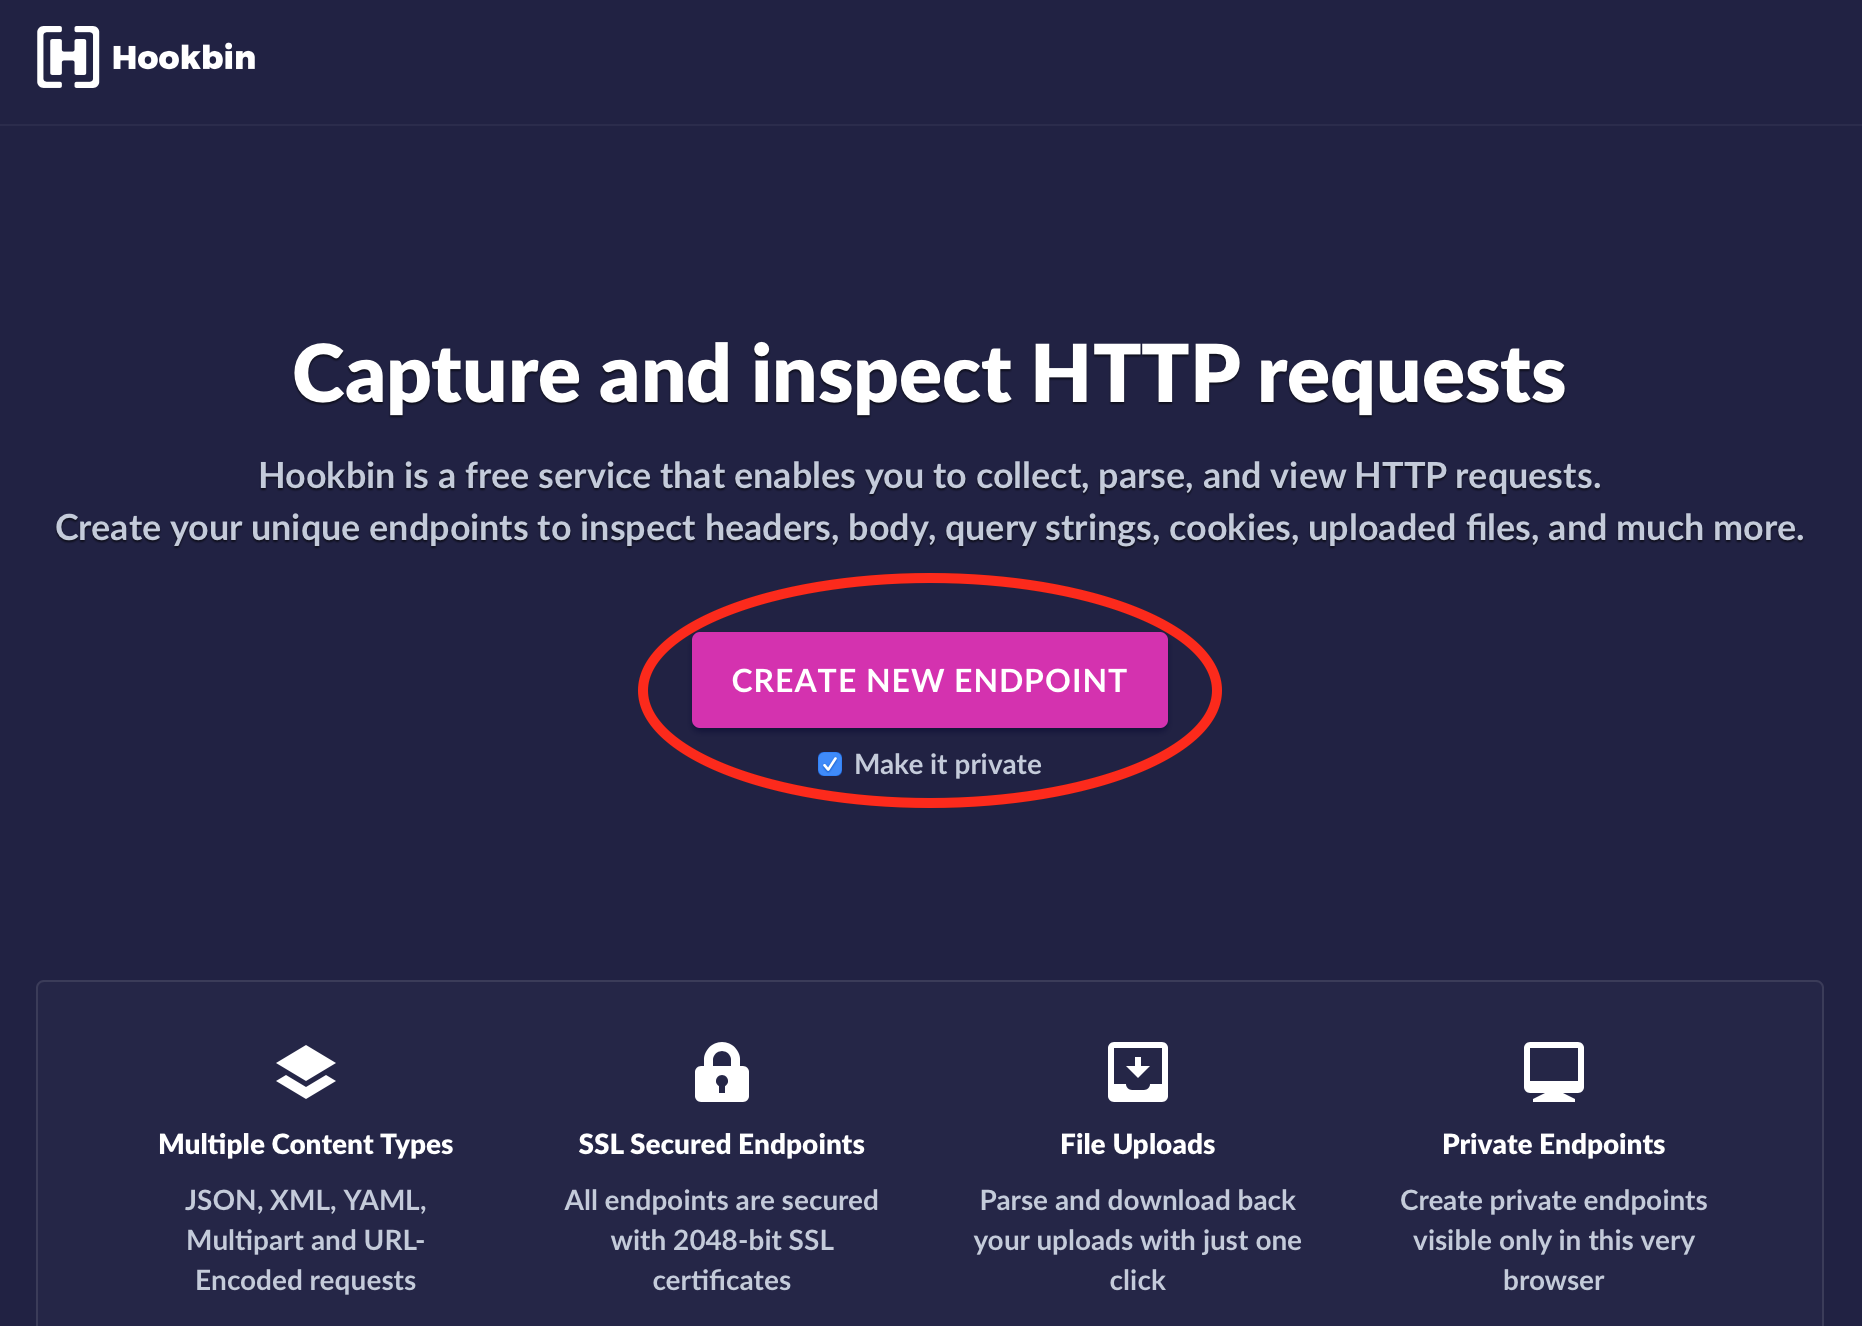 Hookbin
Capture and inspect HTTP requests
Hookbin is a free service that enables you to collect, parse, and view HTTP requests.
Create your unique endpoints to inspect headers, body, query strings, cookies, uploaded files, and much more.
CREATE NEW ENDPOINT
Make it private
Multiple Content Types
JSON, XML, YAML,
Multipart and URL-
Encoded requests
SSL Secured Endpoints
All endpoints are secured
with 2048-bit SSL
certificates
File Uploads
Parse and download back
your uploads with just one
click
Private Endpoints
Create private endpoints
visible only in this very
browser